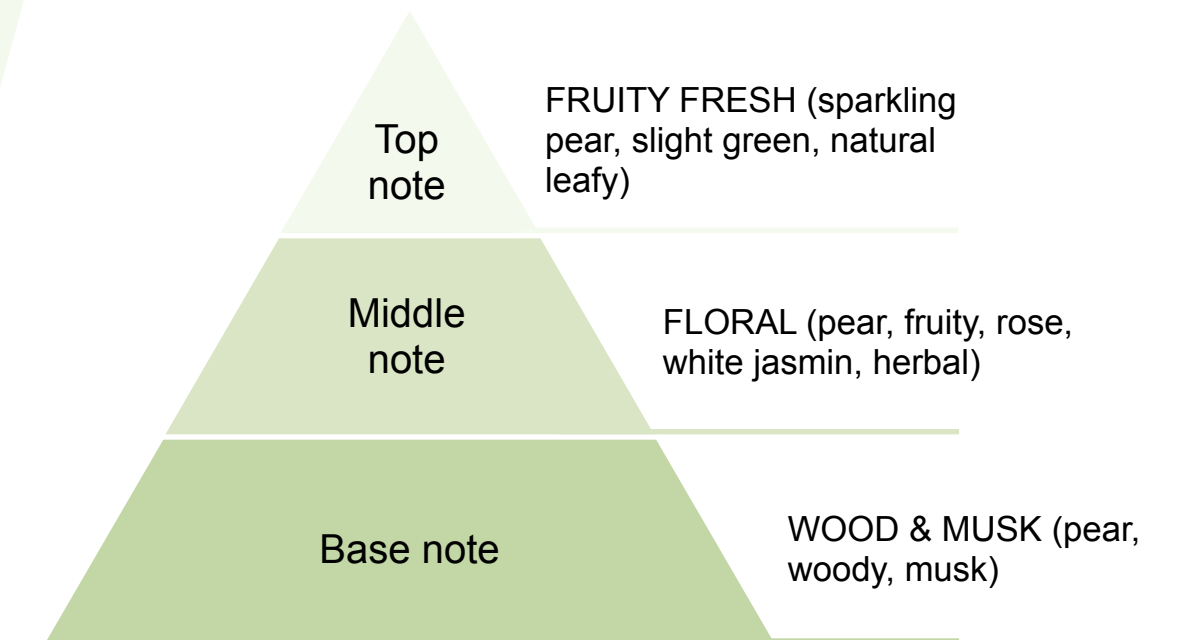 Top
note
FRUITY FRESH (sparkling
pear, slight green, natural
leafy)
Middle
note
FLORAL (pear, fruity, rose,
white jasmin, herbal)
Base note
WOOD & MUSK (pear,
woody, musk)